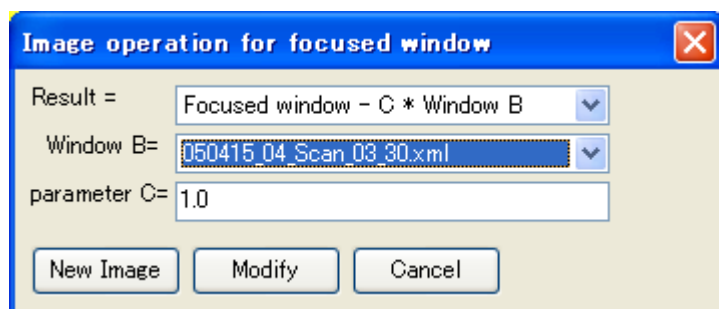 Image operation for focused window
Result =
Focused window - C * Window B
Window B=
050415_04_Scan_03_30.xml
parameter C=
1.0
New Image
Modify
Cancel